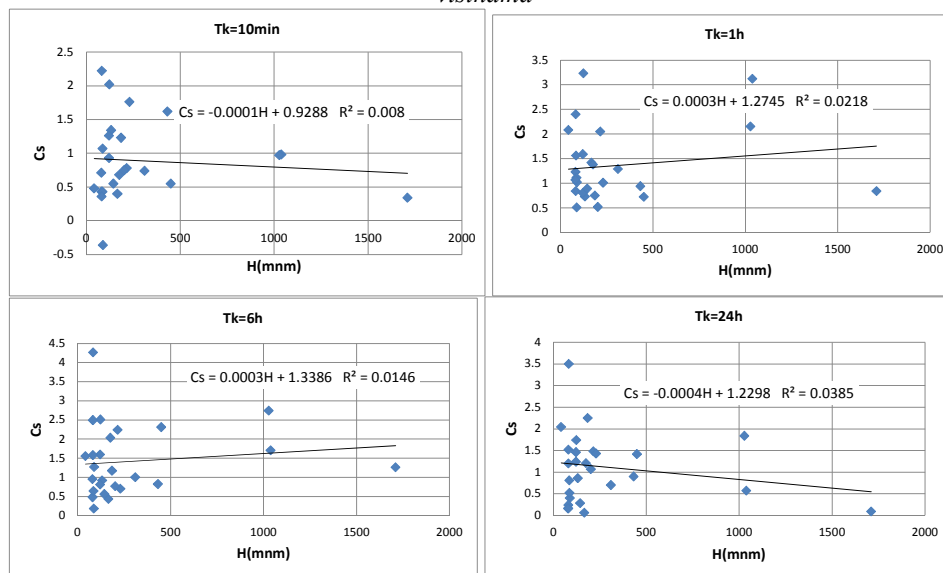 Tk=10min
2.5
2
1.5
1
0.5
0
-0.5
Cs
Cs = -0.0001H + 0.9288 R² = 0.008
0 500 1000 1500 2000
H(mnm)
Tk=1h
3.5
3
2.5
2
1.5
1
0.5
0
Cs
Cs = 0.0003H + 1.2745 R² = 0.0218
0 500 1000 1500 2000
H(mnm)
Tk=6h
4.5
4
3.5
3
2.5
2
1.5
1
0.5
0
Cs
Cs = 0.0003H + 1.3386 R² = 0.0146
0 500 1000 1500 2000
H(mnm)
Tk=24h
4
3.5
3
2.5
2
1.5
1
0.5
0
Cs
Cs = -0.0004H + 1.2298 R² = 0.0385
0 500 1000 1500 2000
H(mnm)